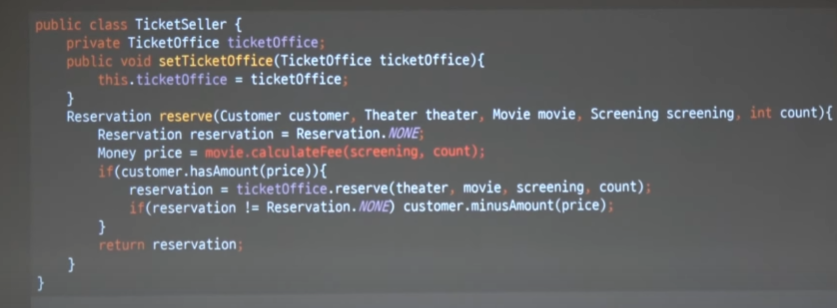 public class TicketSeller {
    private TicketOffice ticketOffice;
    public void setTicketOffice(TicketOffice ticketOffice){
        this.ticketOffice = ticketOffice;
    }
    Reservation reserve(Customer customer, Theater theater, Movie movie, Screening screening, int count){
        Reservation reservation = Reservation.NONE;
        Money price = movie.calculateFee(screening, count);
        if(customer.hasAmount(price)){
            reservation = ticketOffice.reserve(theater, movie, screening, count);
            if(reservation != Reservation.NONE) customer.minusAmount(price);
        }
        return reservation;
    }
}